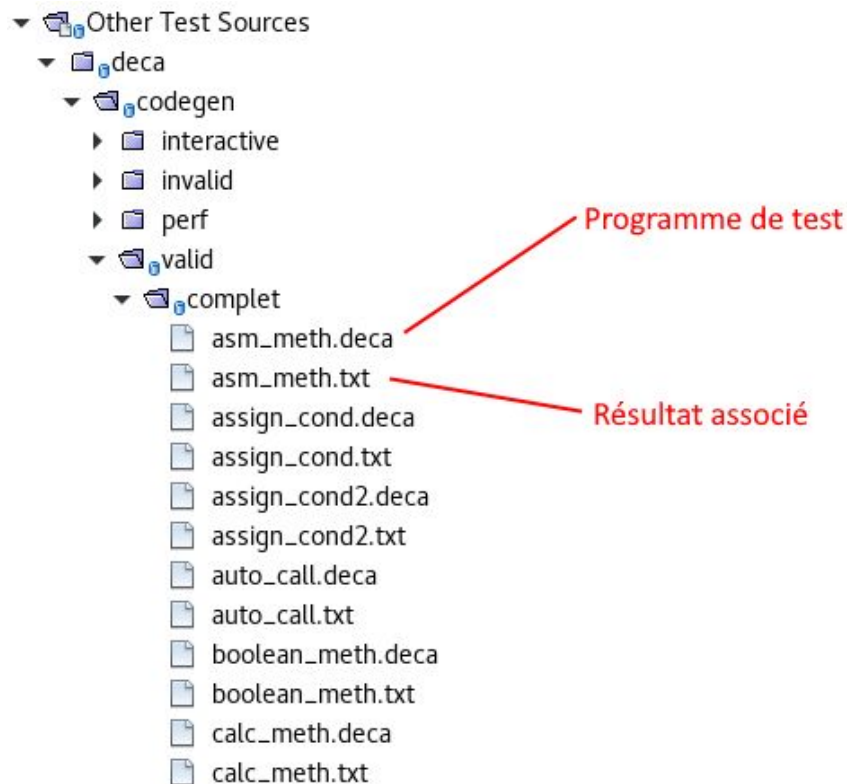 Other Test Sources
deca
codegen
interactive
invalid
perf
Programme de test
valid
complet
asm_meth.deca
asm_meth.txt
Résultat associé
assign_cond.deca
assign_cond.txt
assign_cond2.deca
assign_cond2.txt
auto_call.deca
auto_call.txt
boolean_meth.deca
boolean_meth.txt
calc_meth.deca
calc_meth.txt